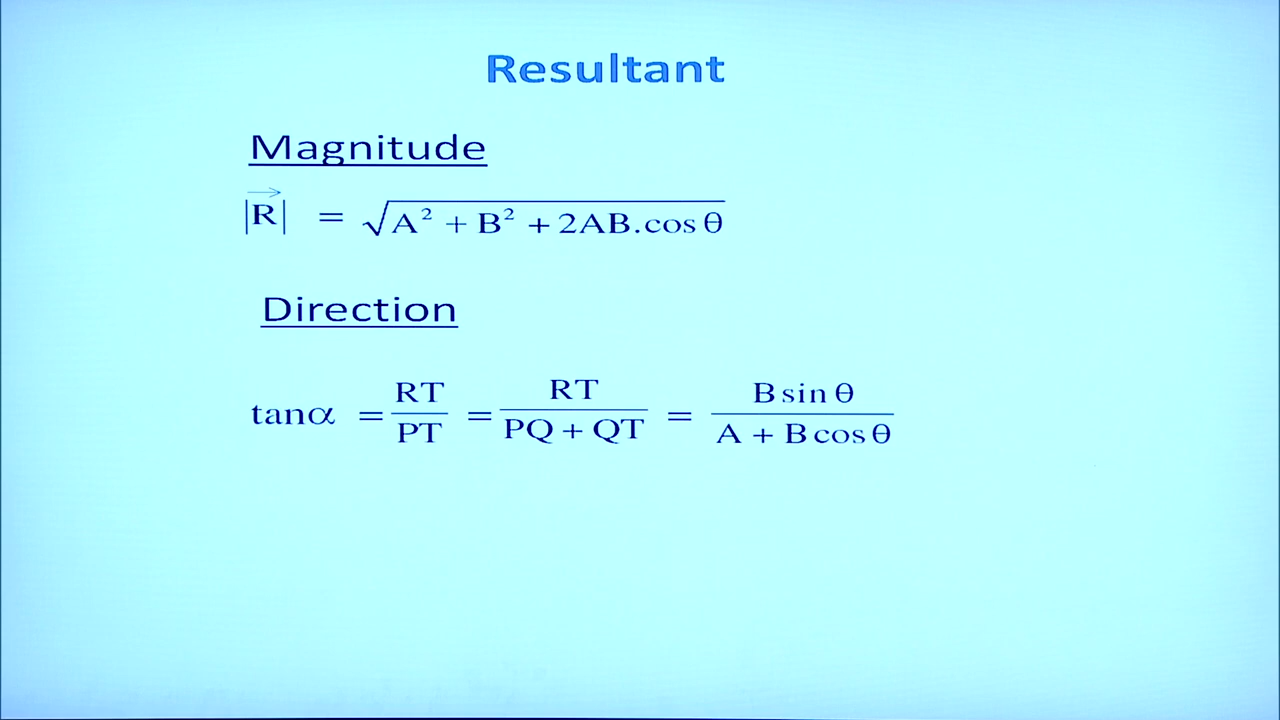 Resultant
Magnitude
|R⃗| = √(A² + B² + 2AB.cos θ)
Direction
tanα = RT/PT = RT/(PQ + QT) = B sin θ/(A + B cos θ)